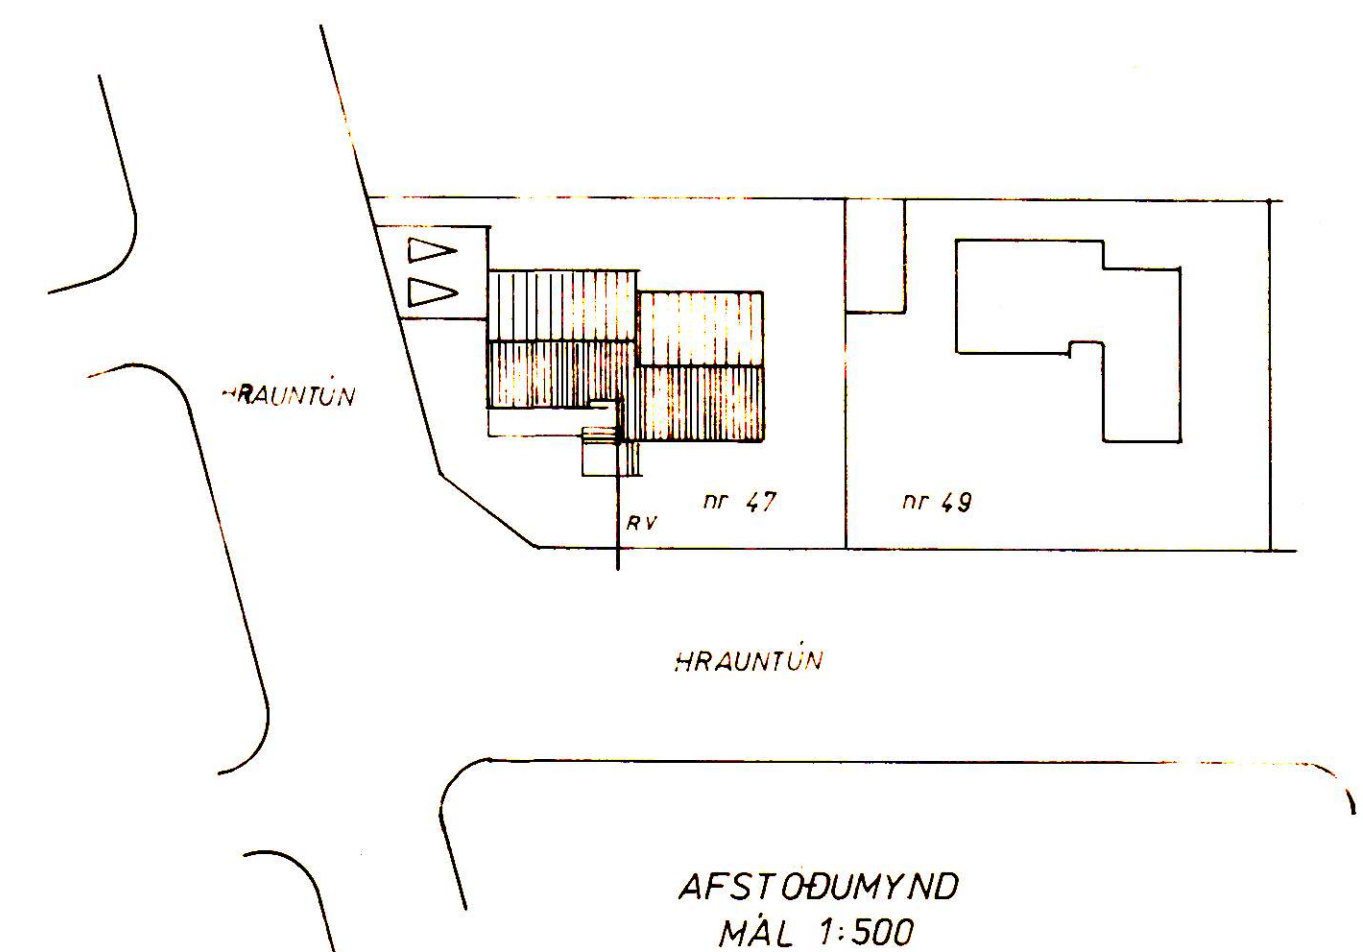 HRAUNTÚN
nr 47
nr 49
RV
HRAUNTÚN
AFSTOÐUMYND
MÁL 1:500